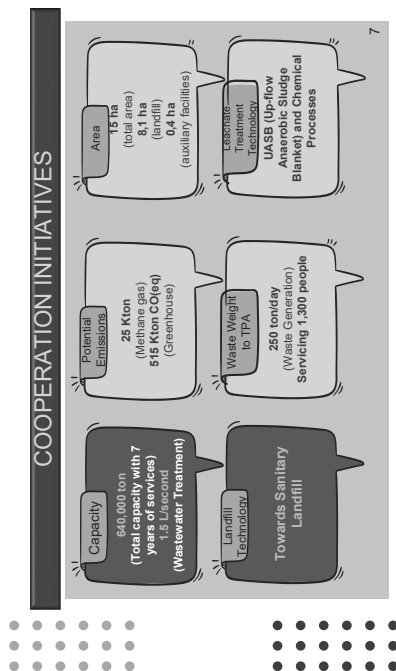 COOPERATION INITIATIVES
Capacity
640,000 ton
(Total capacity with 7
years of services)
1.5 L/second
(Wastewater Treatment)
Potential
Emissions
25 Kton
(Methane gas)
515 Kton CO(eq)
(Greenhouse)
Area
15 ha
(total area)
8,1 ha
(landfill)
0,4 ha
(auxiliary facilities)
Landfill
Technology
Towards Sanitary
Landfill
Waste Weight
to TPA
250 ton/day
(Waste Generation)
Servicing 1,300 people
Leachate
Treatment
Technology
UASB (Up-flow
Anaerobic Sludge
Blanket) and Chemical
Processes
7